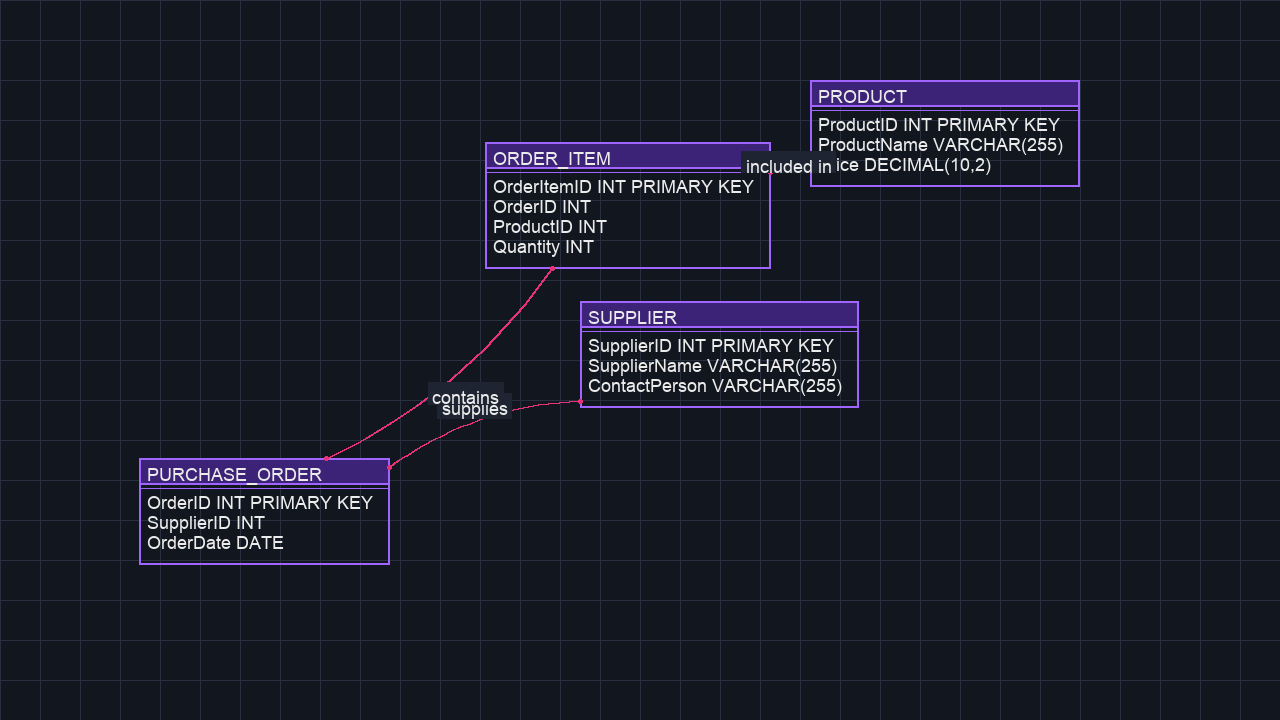 PRODUCT
ProductID INT PRIMARY KEY
ProductName VARCHAR(255)
DECIMAL(10,2)
included in
ORDER_ITEM
OrderItemID INT PRIMARY KEY
OrderID INT
ProductID INT
Quantity INT
SUPPLIER
SupplierID INT PRIMARY KEY
SupplierName VARCHAR(255)
ContactPerson VARCHAR(255)
contains
supplies
PURCHASE_ORDER
OrderID INT PRIMARY KEY
SupplierID INT
OrderDate DATE